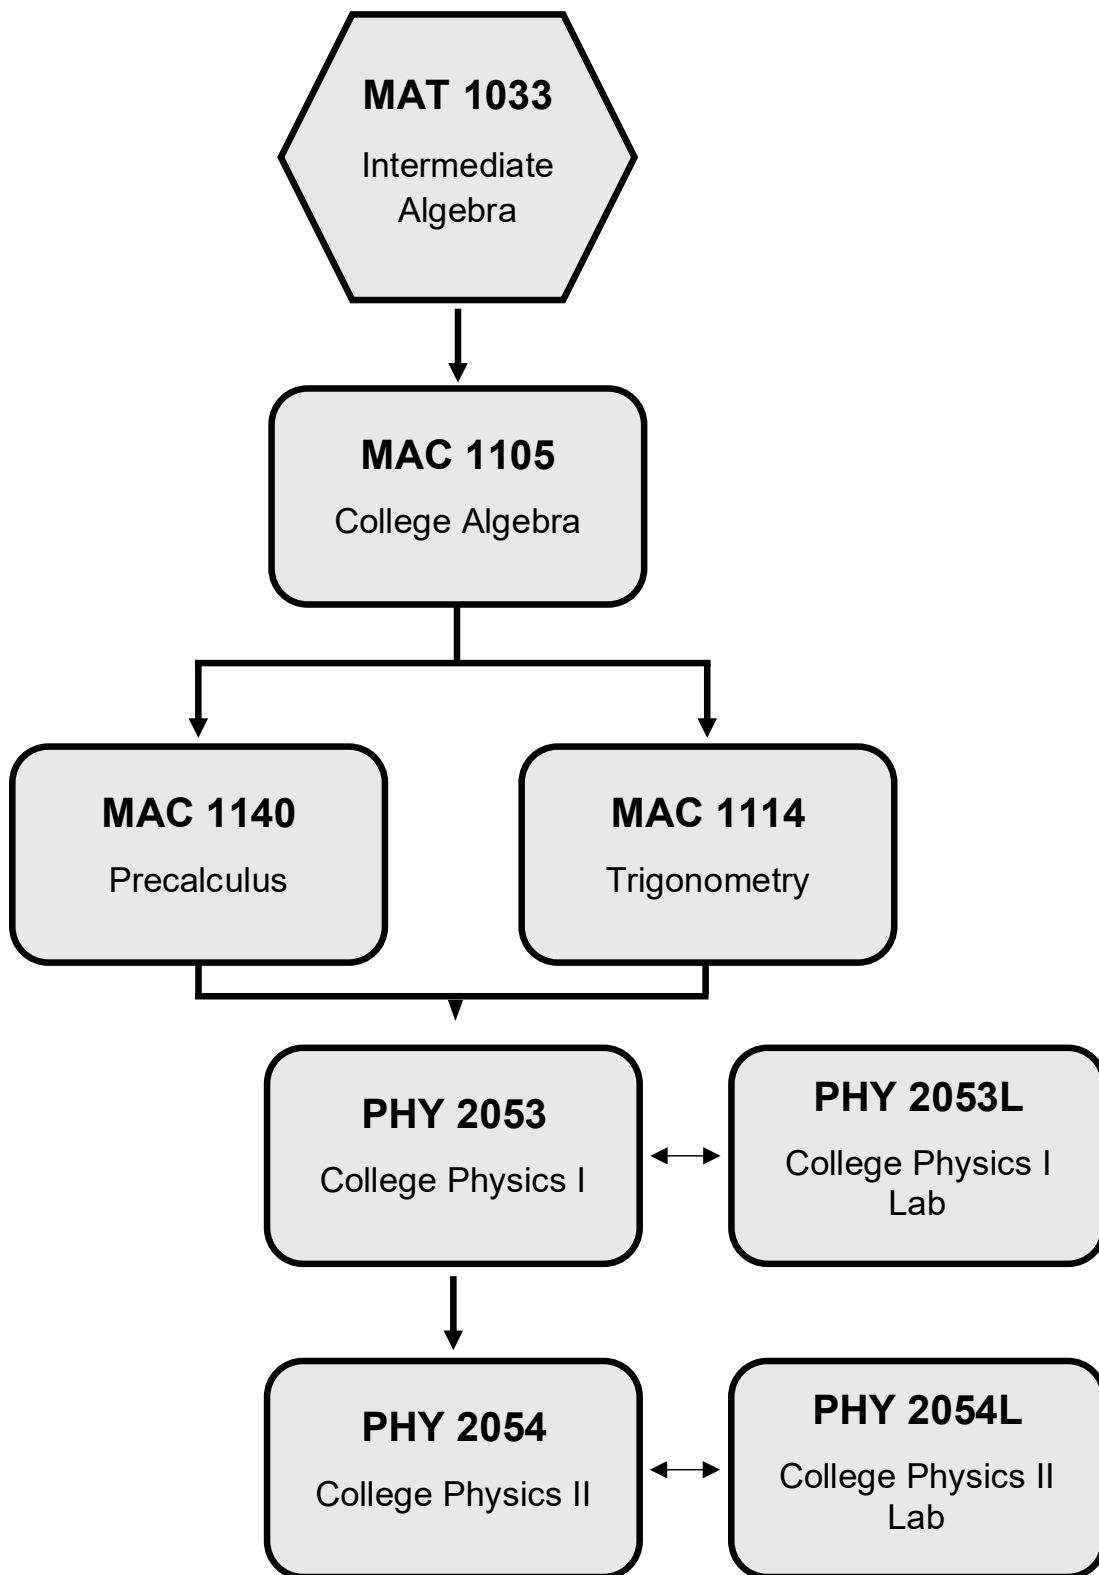 MAT 1033
Intermediate
Algebra
MAC 1105
College Algebra
MAC 1140
Precalculus
MAC 1114
Trigonometry
PHY 2053
College Physics I
PHY 2053L
College Physics I
Lab
PHY 2054
College Physics II
PHY 2054L
College Physics II
Lab